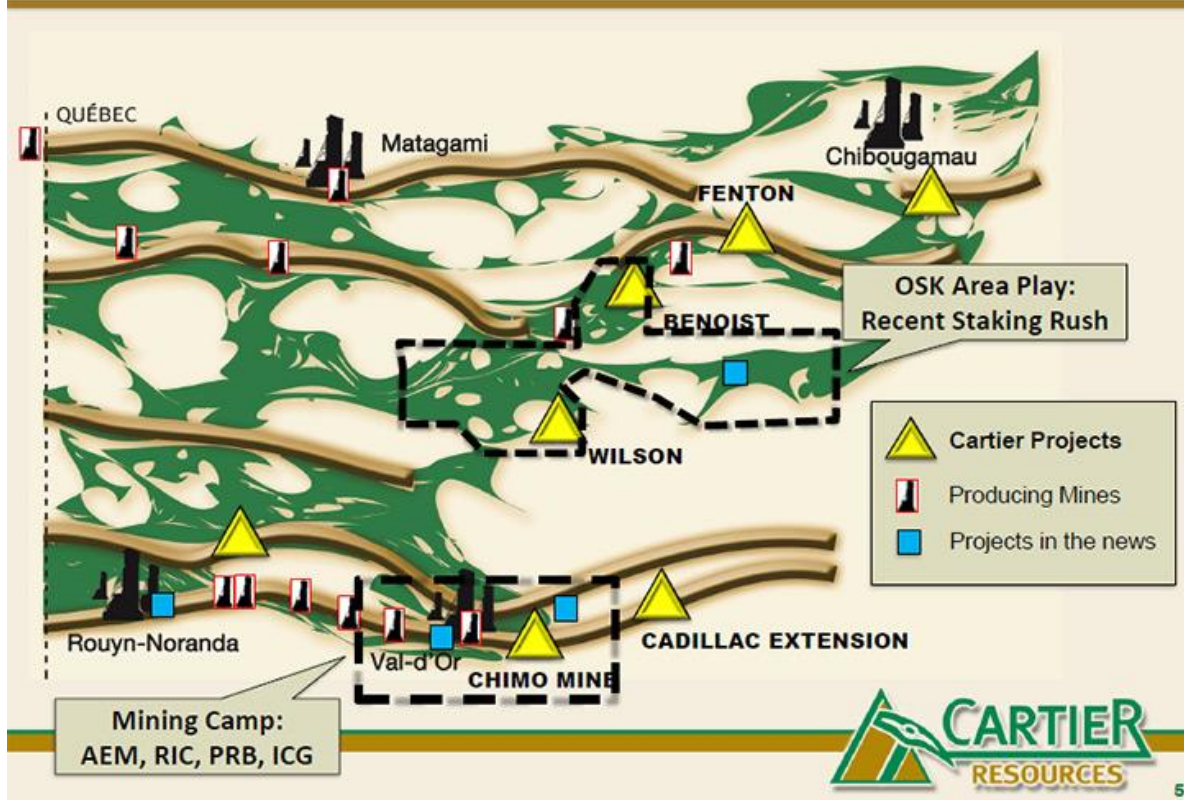 QUÉBEC
Matagami
Chibougamau
FENTON
OSK Area Play:
Recent Staking Rush
BENOIST
Cartier Projects
WILSON
Producing Mines
Projects in the news
Rouyn-Noranda
Val-d'Or
CADILLAC EXTENSION
CHIMO MINE
Mining Camp:
AEM, RIC, PRB, ICG
CARTIER
RESOURCES
5